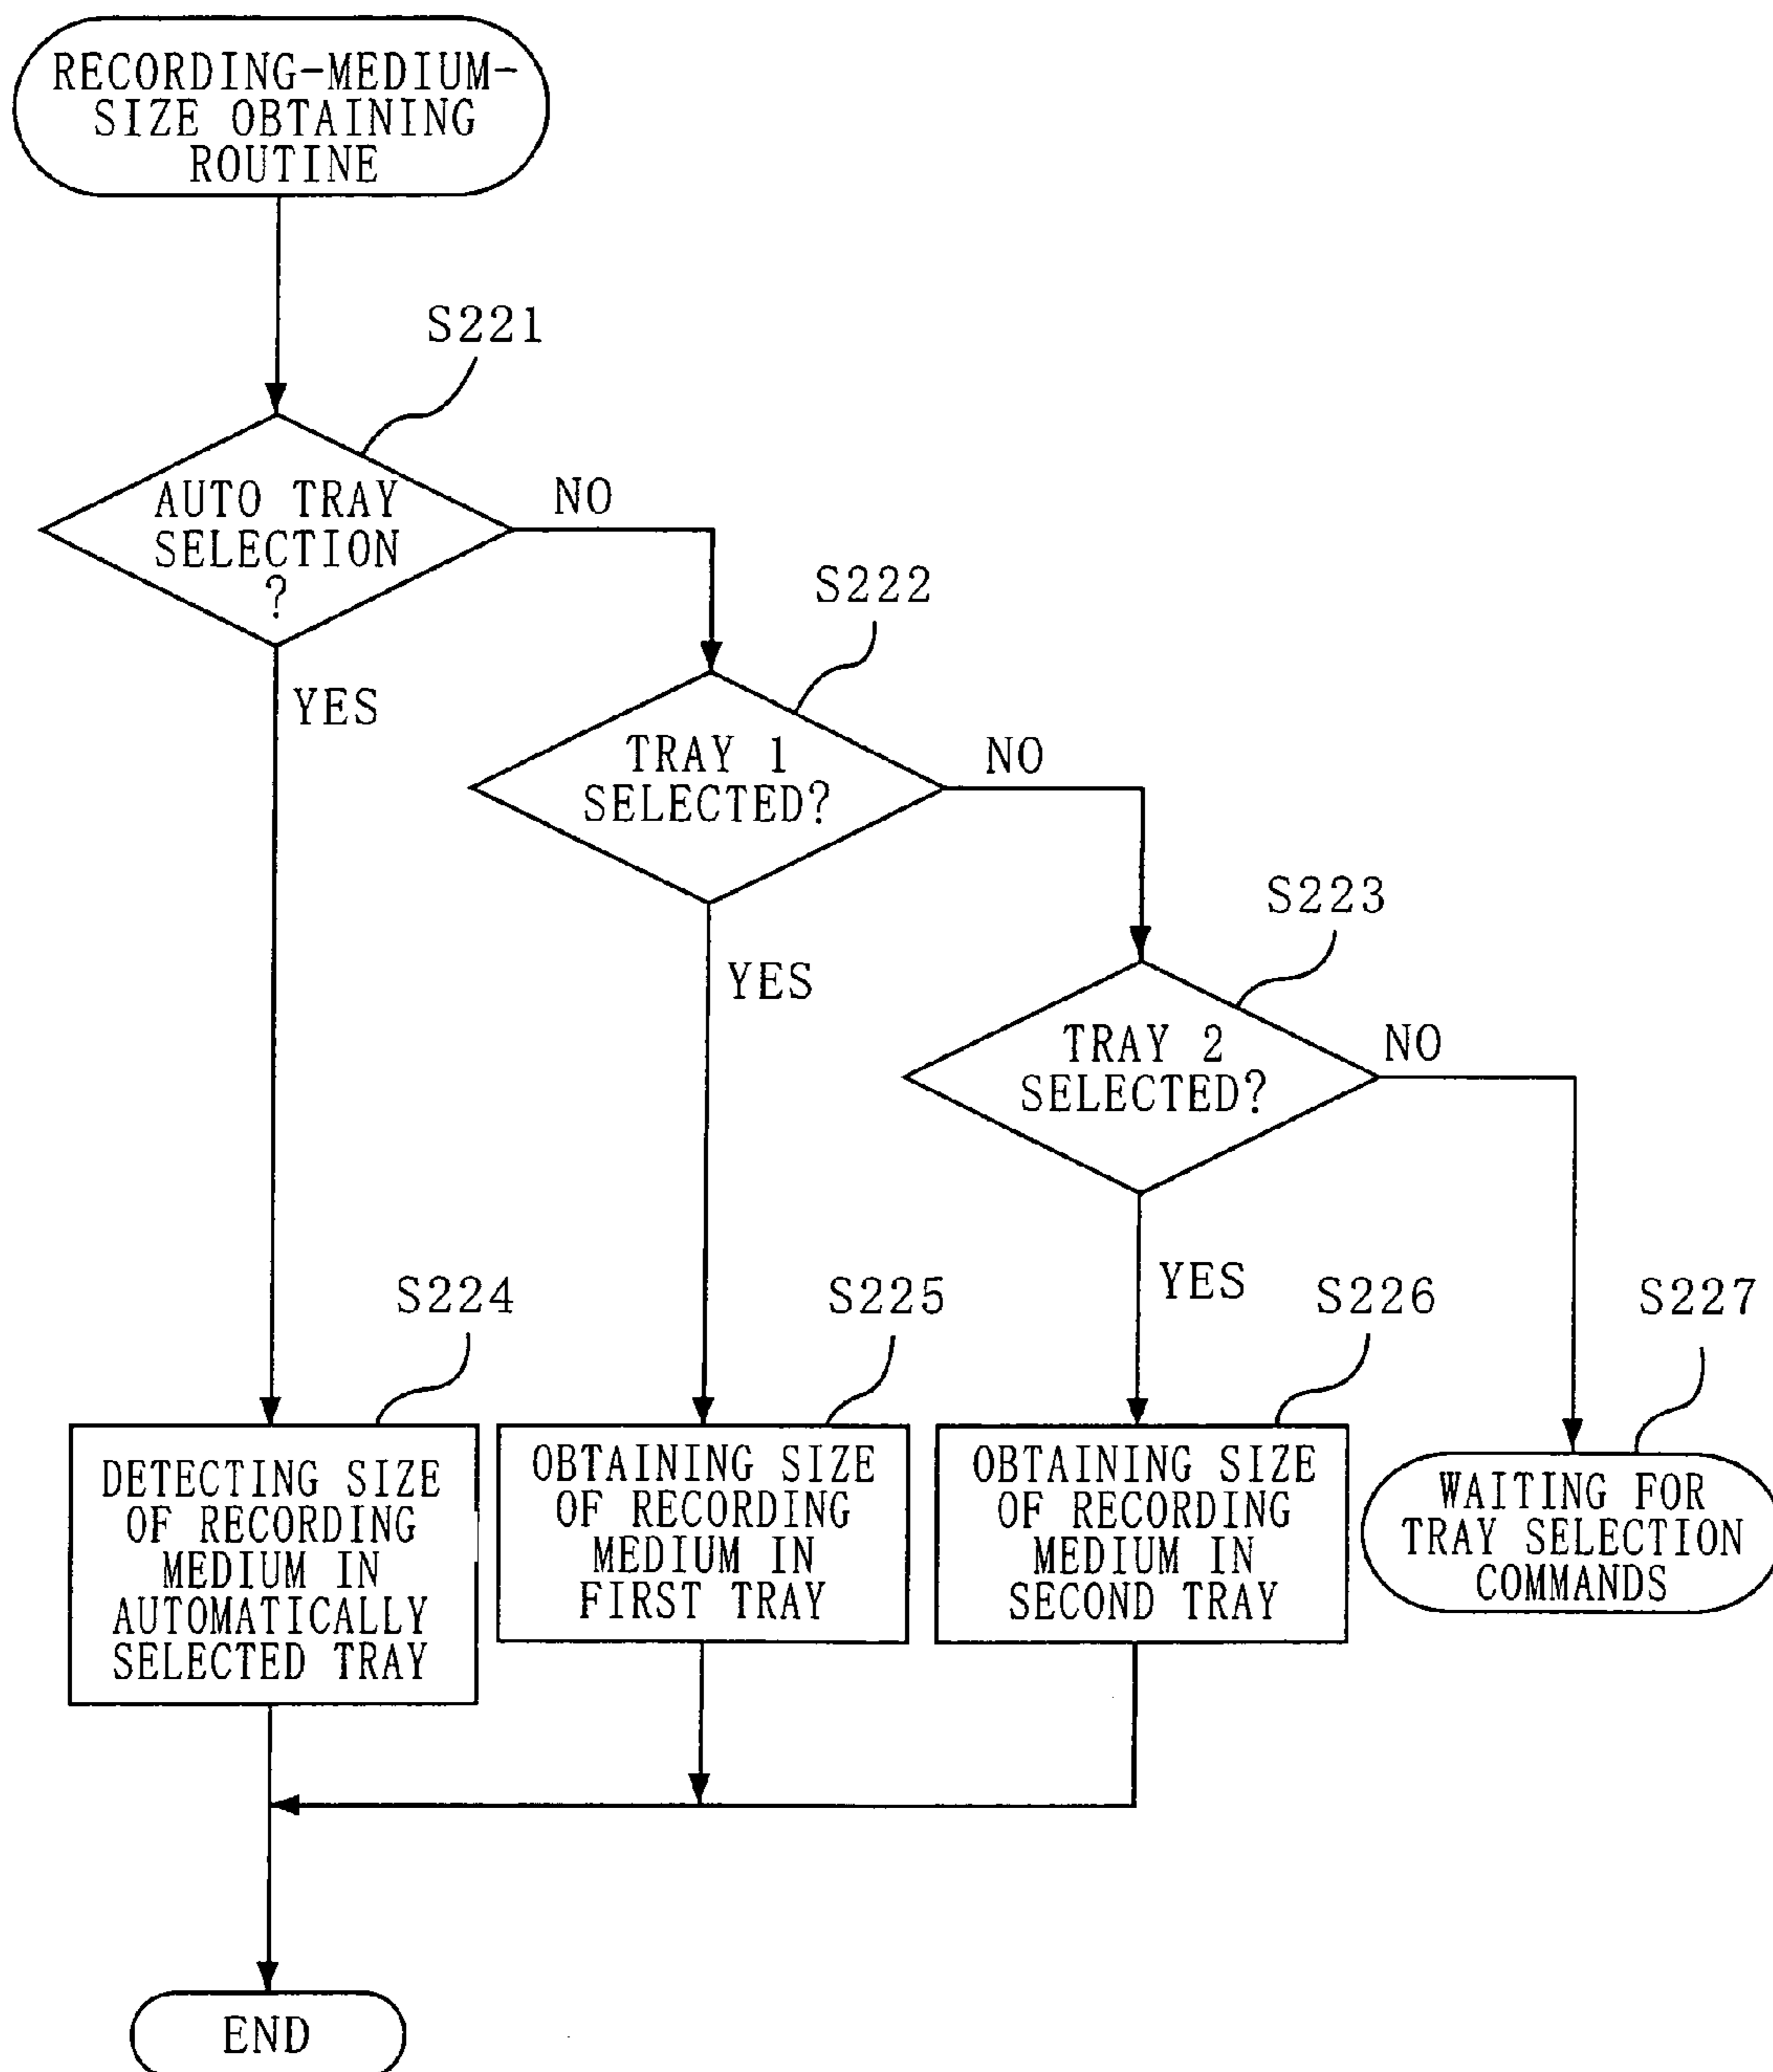 RECORDING-MEDIUM-
SIZE OBTAINING
ROUTINE
S221
AUTO TRAY
SELECTION
?
NO
YES
S222
TRAY 1
SELECTED?
NO
YES
S223
TRAY 2
SELECTED?
NO
YES
S224
DETECTING SIZE
OF RECORDING
MEDIUM IN
AUTOMATICALLY
SELECTED TRAY
S225
OBTAINING SIZE
OF RECORDING
MEDIUM IN
FIRST TRAY
S226
OBTAINING SIZE
OF RECORDING
MEDIUM IN
SECOND TRAY
S227
WAITING FOR
TRAY SELECTION
COMMANDS
END